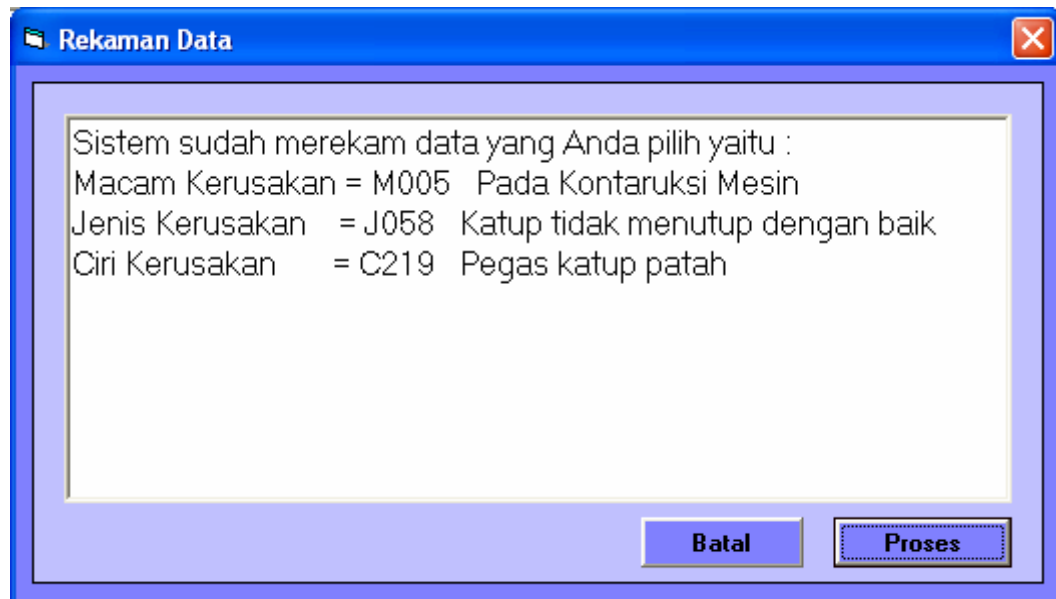 Rekaman Data
Sistem sudah merekam data yang Anda pilih yaitu :
Macam Kerusakan = M005 Pada Kontaruksi Mesin
Jenis Kerusakan = J058 Katup tidak menutup dengan baik
Ciri Kerusakan = C219 Pegas katup patah
Batal Proses